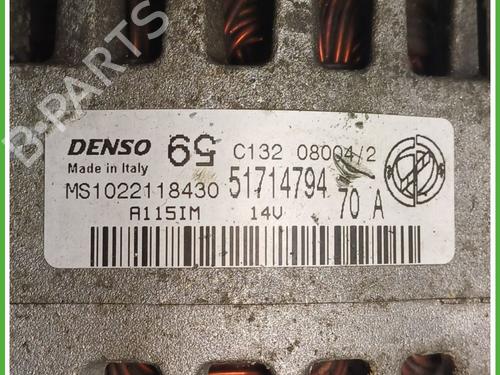 B-PARTS
DENSO 59 C132 08004/2
Made in Italy
MS1022118430 51714794 70 A
A115IM 14V